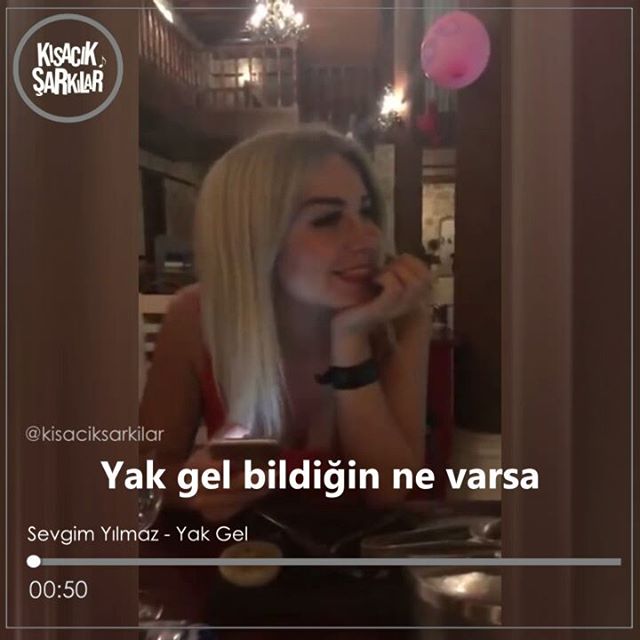 KISACIK
ŞARKILAR
@kisaciksarkilar
Yak gel bildiğin ne varsa
Sevgim Yılmaz - Yak Gel
00:50